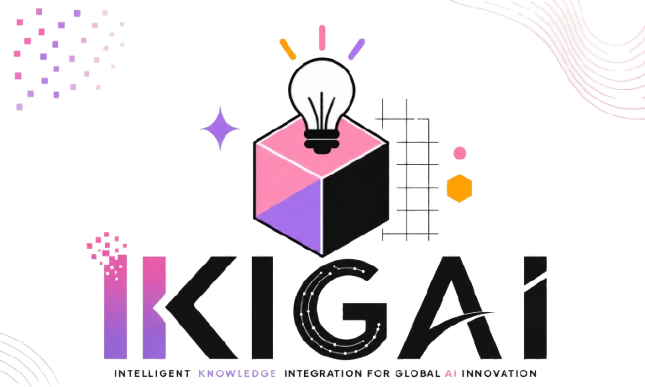 IKIGAI
INTELLIGENT KNOWLEDGE INTEGRATION FOR GLOBAL AI INNOVATION